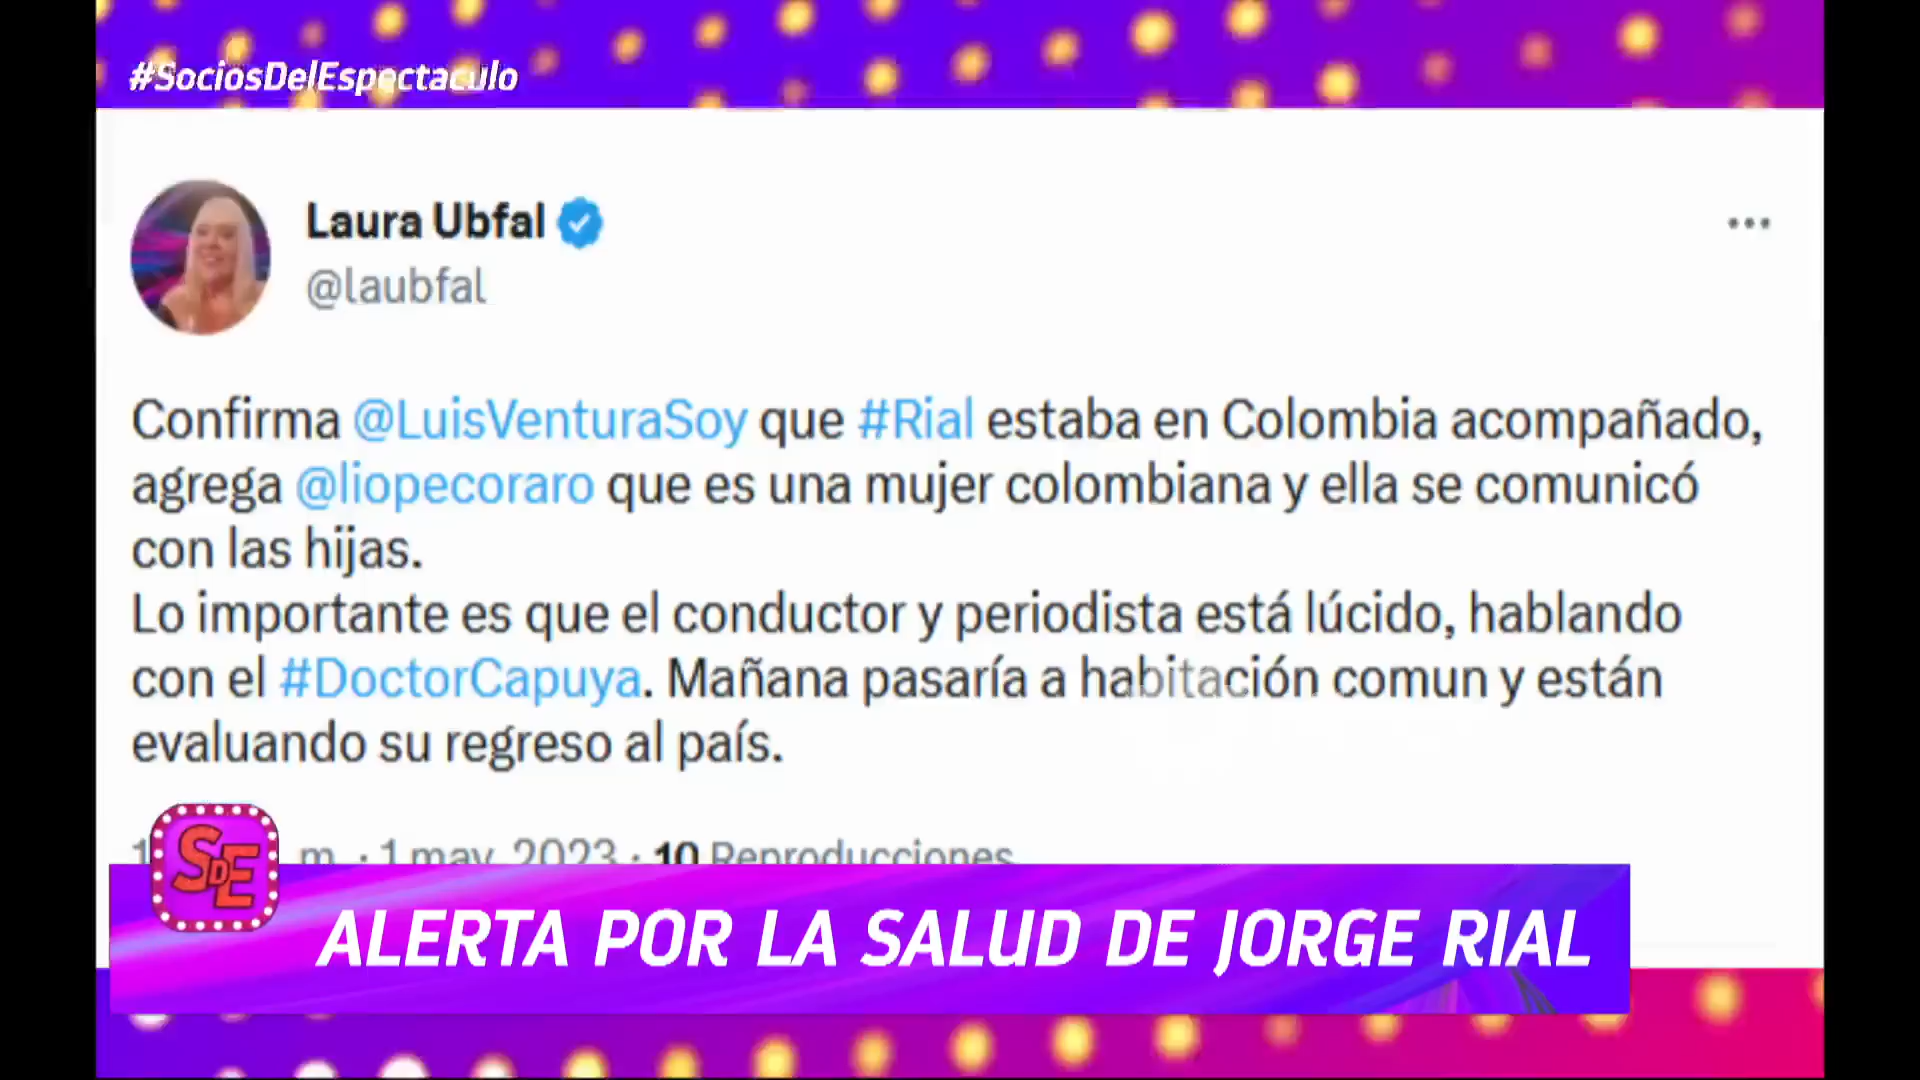 #SociosDelEspectaculo
Laura Ubfal
@laubfal
Confirma @LuisVenturaSoy que #Rial estaba en Colombia acompañado,
agrega @liopecoraro que es una mujer colombiana y ella se comunicó
con las hijas.
Lo importante es que el conductor y periodista está lúcido, hablando
con el #DoctorCapuya. Mañana pasaría a habitación comun y están
evaluando su regreso al país.
m. · 1 may. 2023 · 10 Reproducciones
SDE
ALERTA POR LA SALUD DE JORGE RIAL